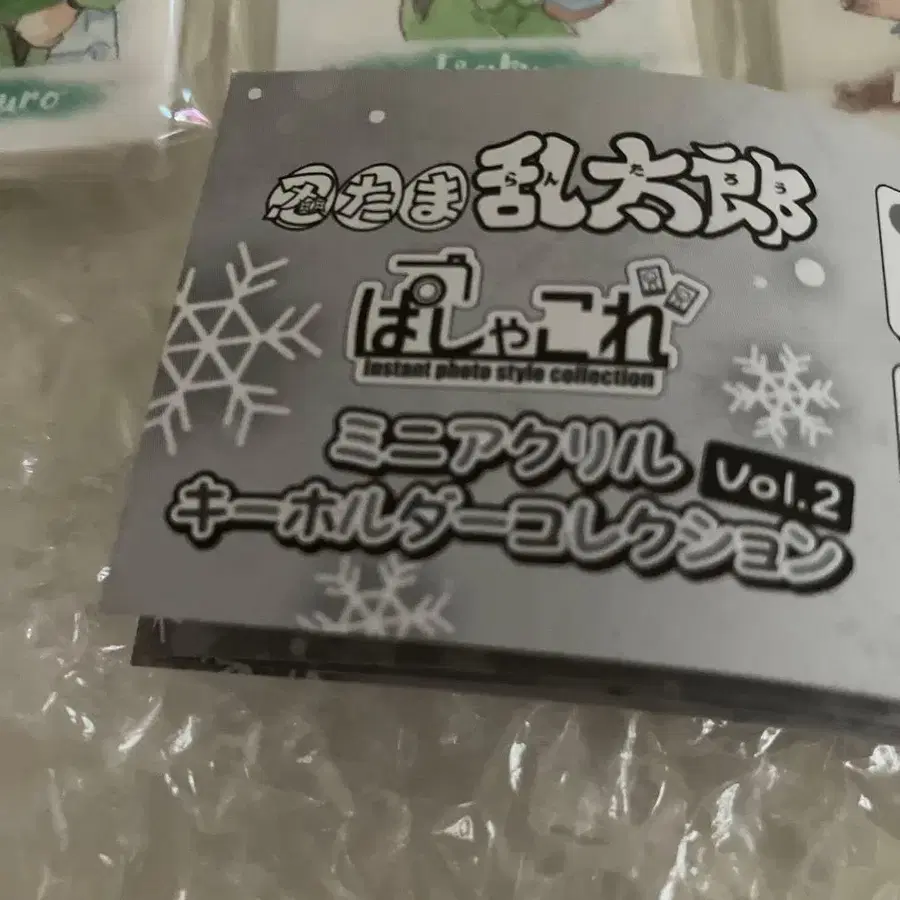 uro
らんたろう
忍たま乱太郎
ぱしゃこれ
instant photo style collection
ミニアクリル
キーホルダーコレクション
Vol.2